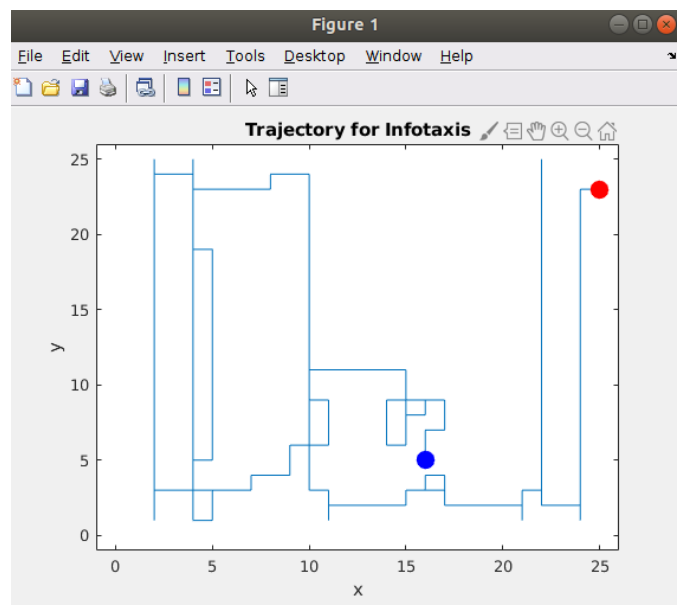 Figure 1
File Edit View Insert Tools Desktop Window Help
Trajectory for Infotaxis
25
20
15
10
5
0
y
0 5 10 15 20 25
x